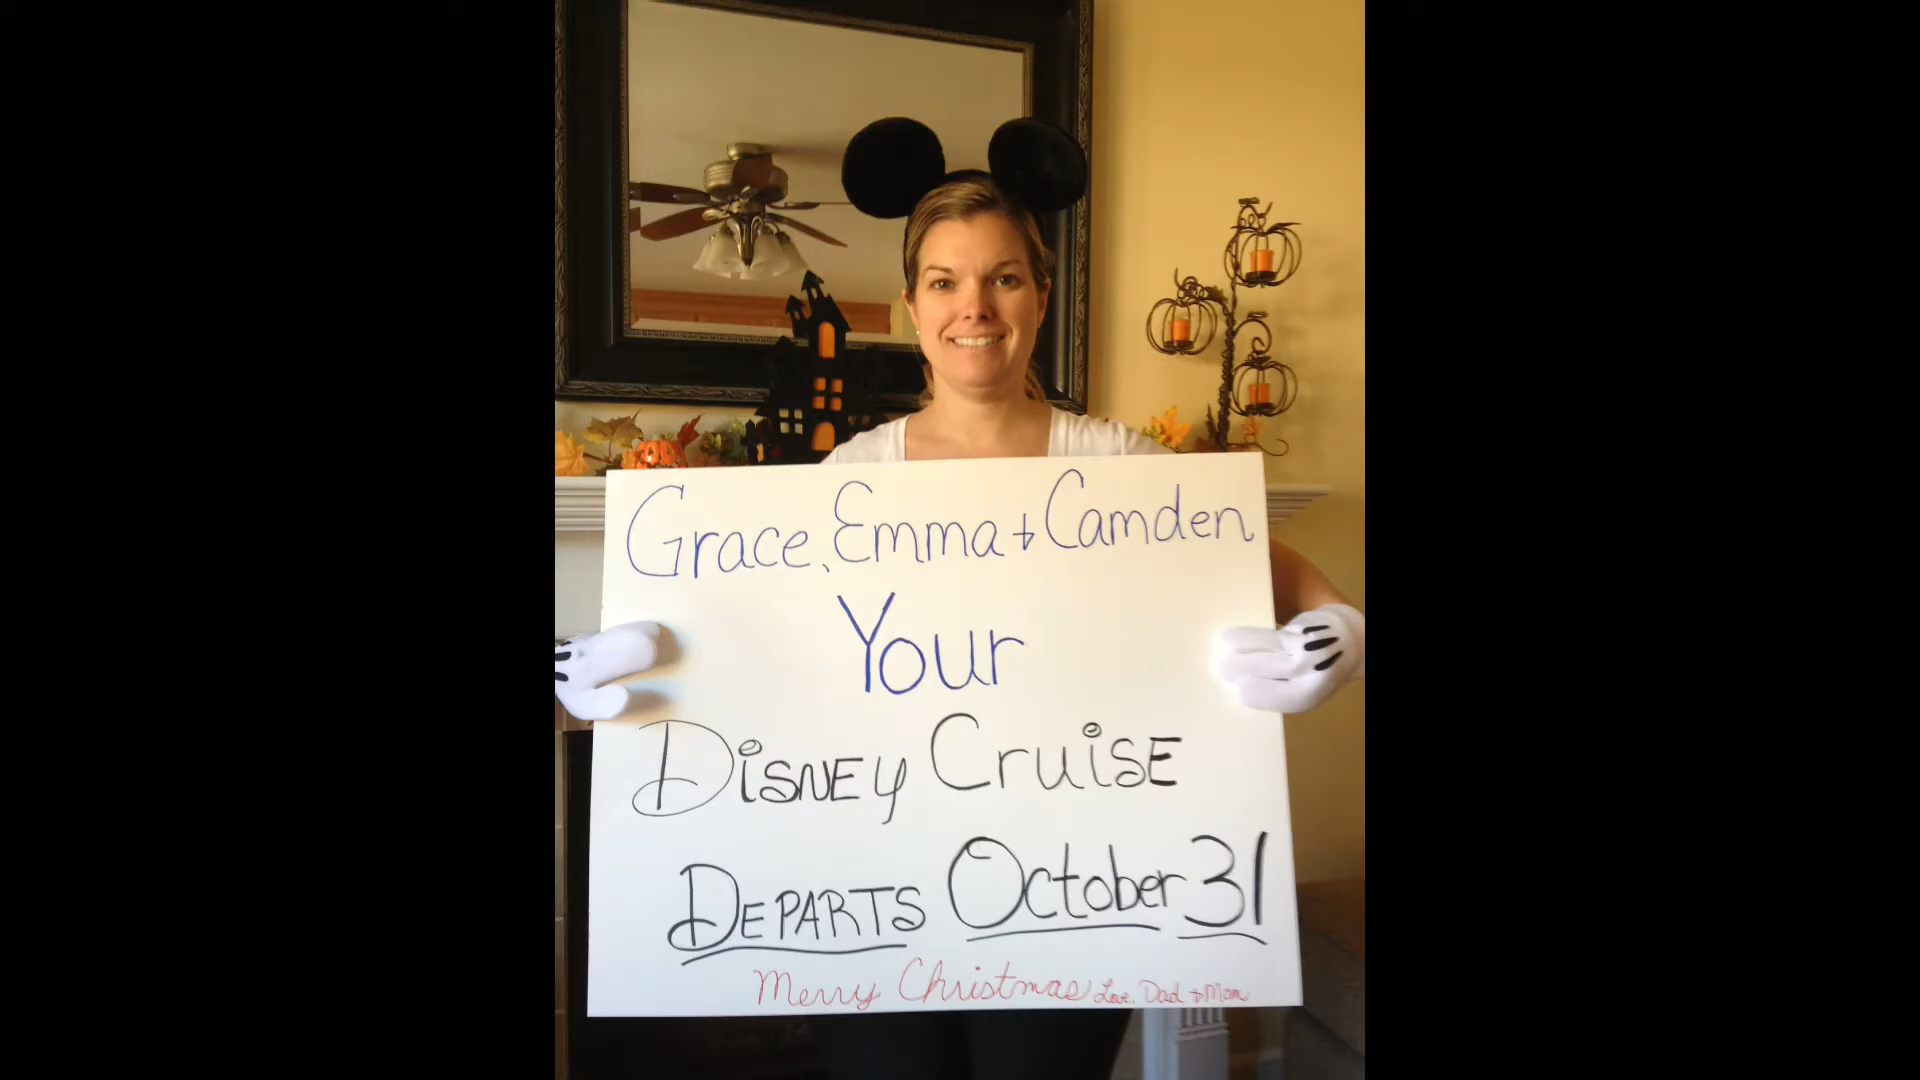 Grace, Emma + Camden
Your
Disney Cruise
Departs October 31
Merry Christmas Love, Dad + Mom